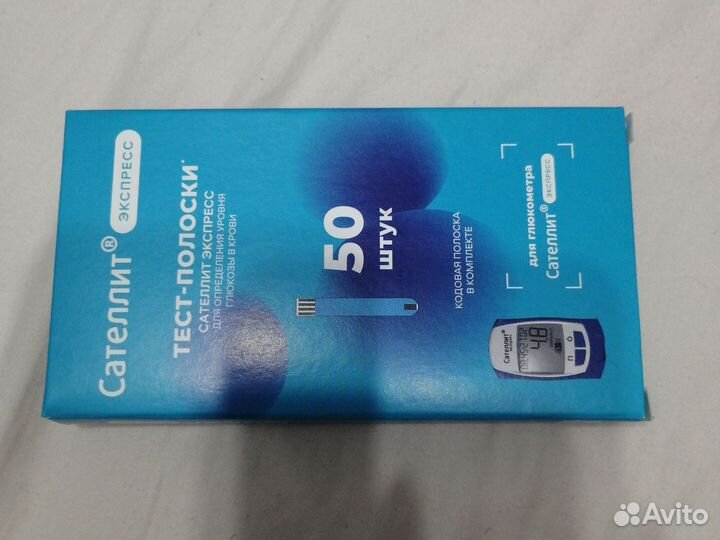 Сателлит® ЭКСПРЕСС
ТЕСТ-ПОЛОСКИ*
САТЕЛЛИТ ЭКСПРЕСС
ДЛЯ ОПРЕДЕЛЕНИЯ УРОВНЯ
ГЛЮКОЗЫ В КРОВИ
50
ШТУК
КОДОВАЯ ПОЛОСКА
В КОМПЛЕКТЕ
для глюкометра
Сателлит® ЭКСПРЕСС
Сателлит®
4.8
Avito